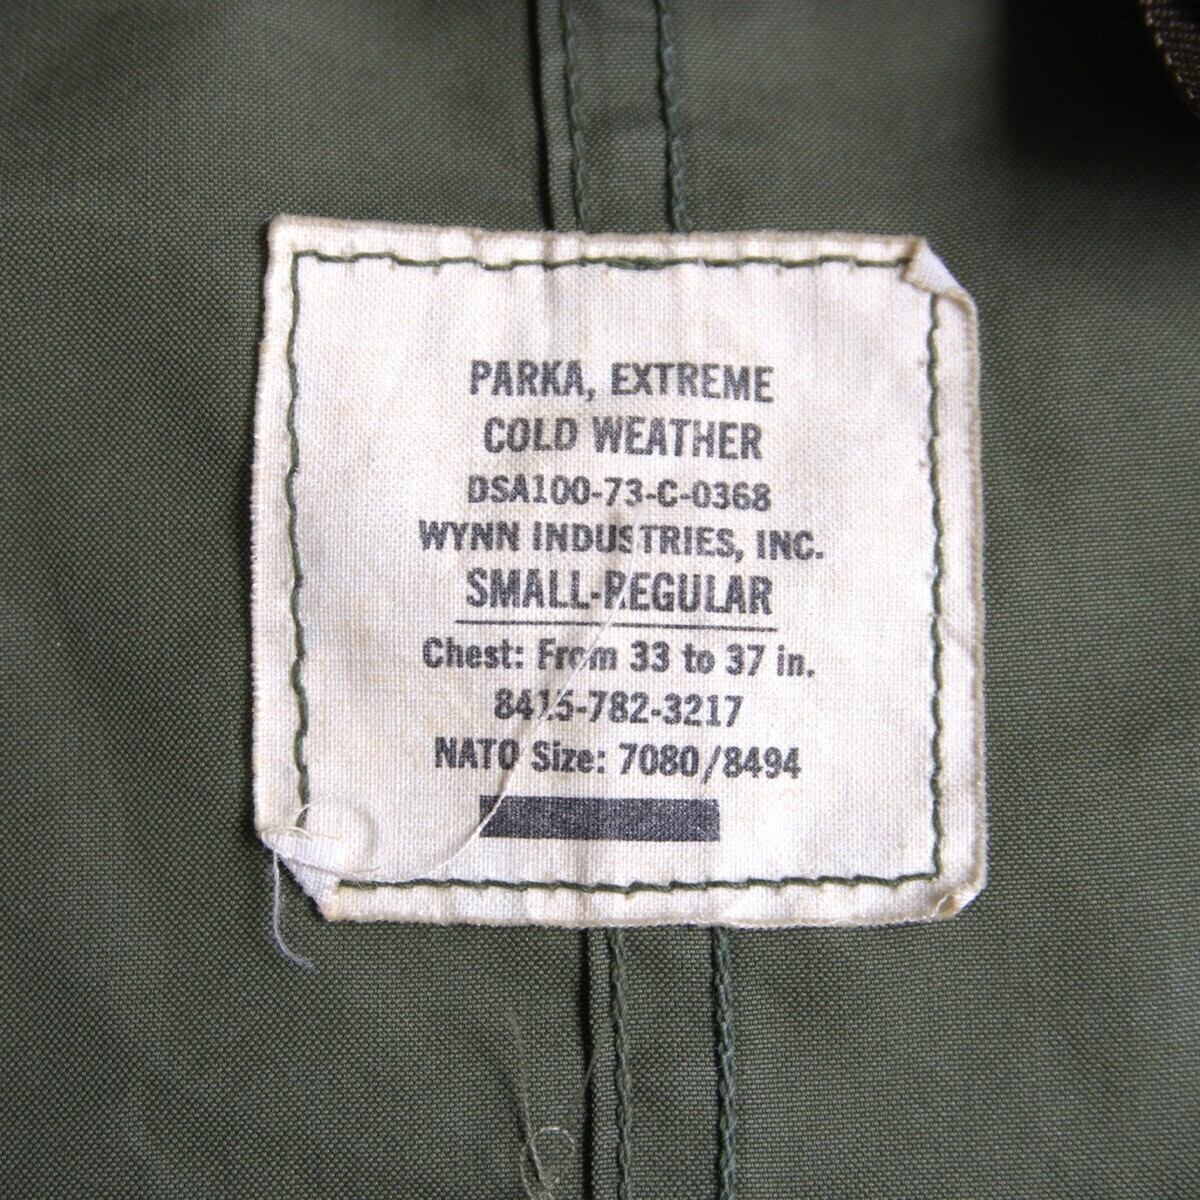 PARKA, EXTREME
COLD WEATHER
DSA100-73-C-0368
WYNN INDUSTRIES, INC.
SMALL-REGULAR
Chest: From 33 to 37 in.
8415-782-3217
NATO Size: 7080/8494